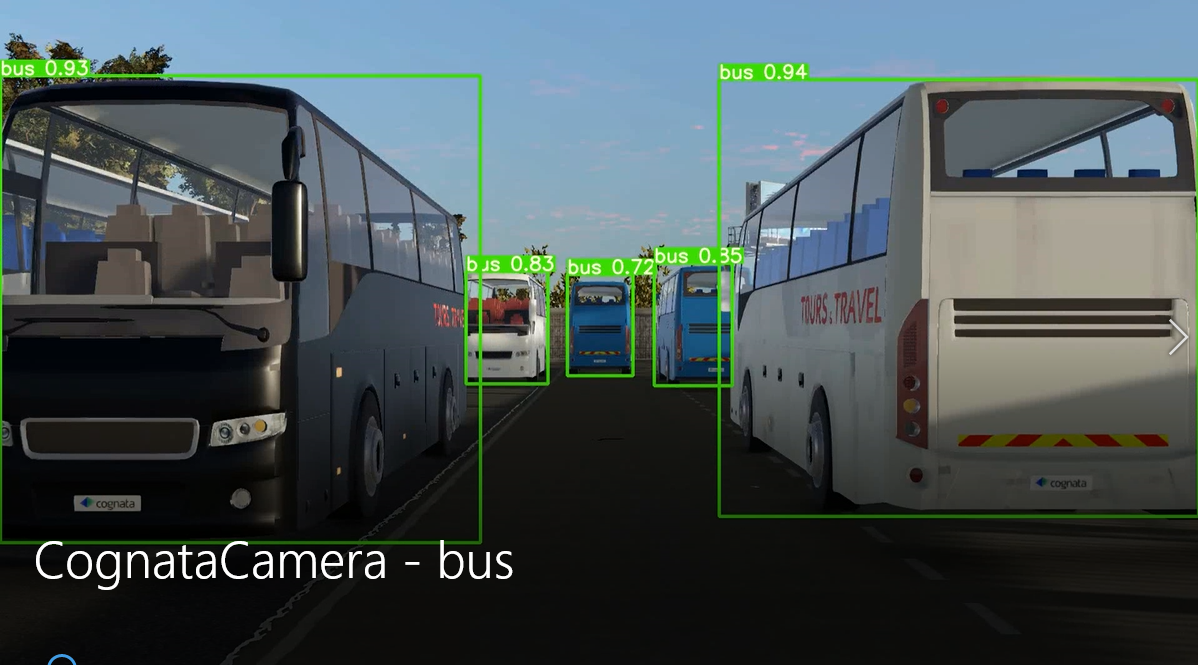 bus 0.93
bus 0.94
bus 0.83
bus 0.72
bus 0.35
TOURS & TRAVEL
cognata
cognata
CognataCamera - bus